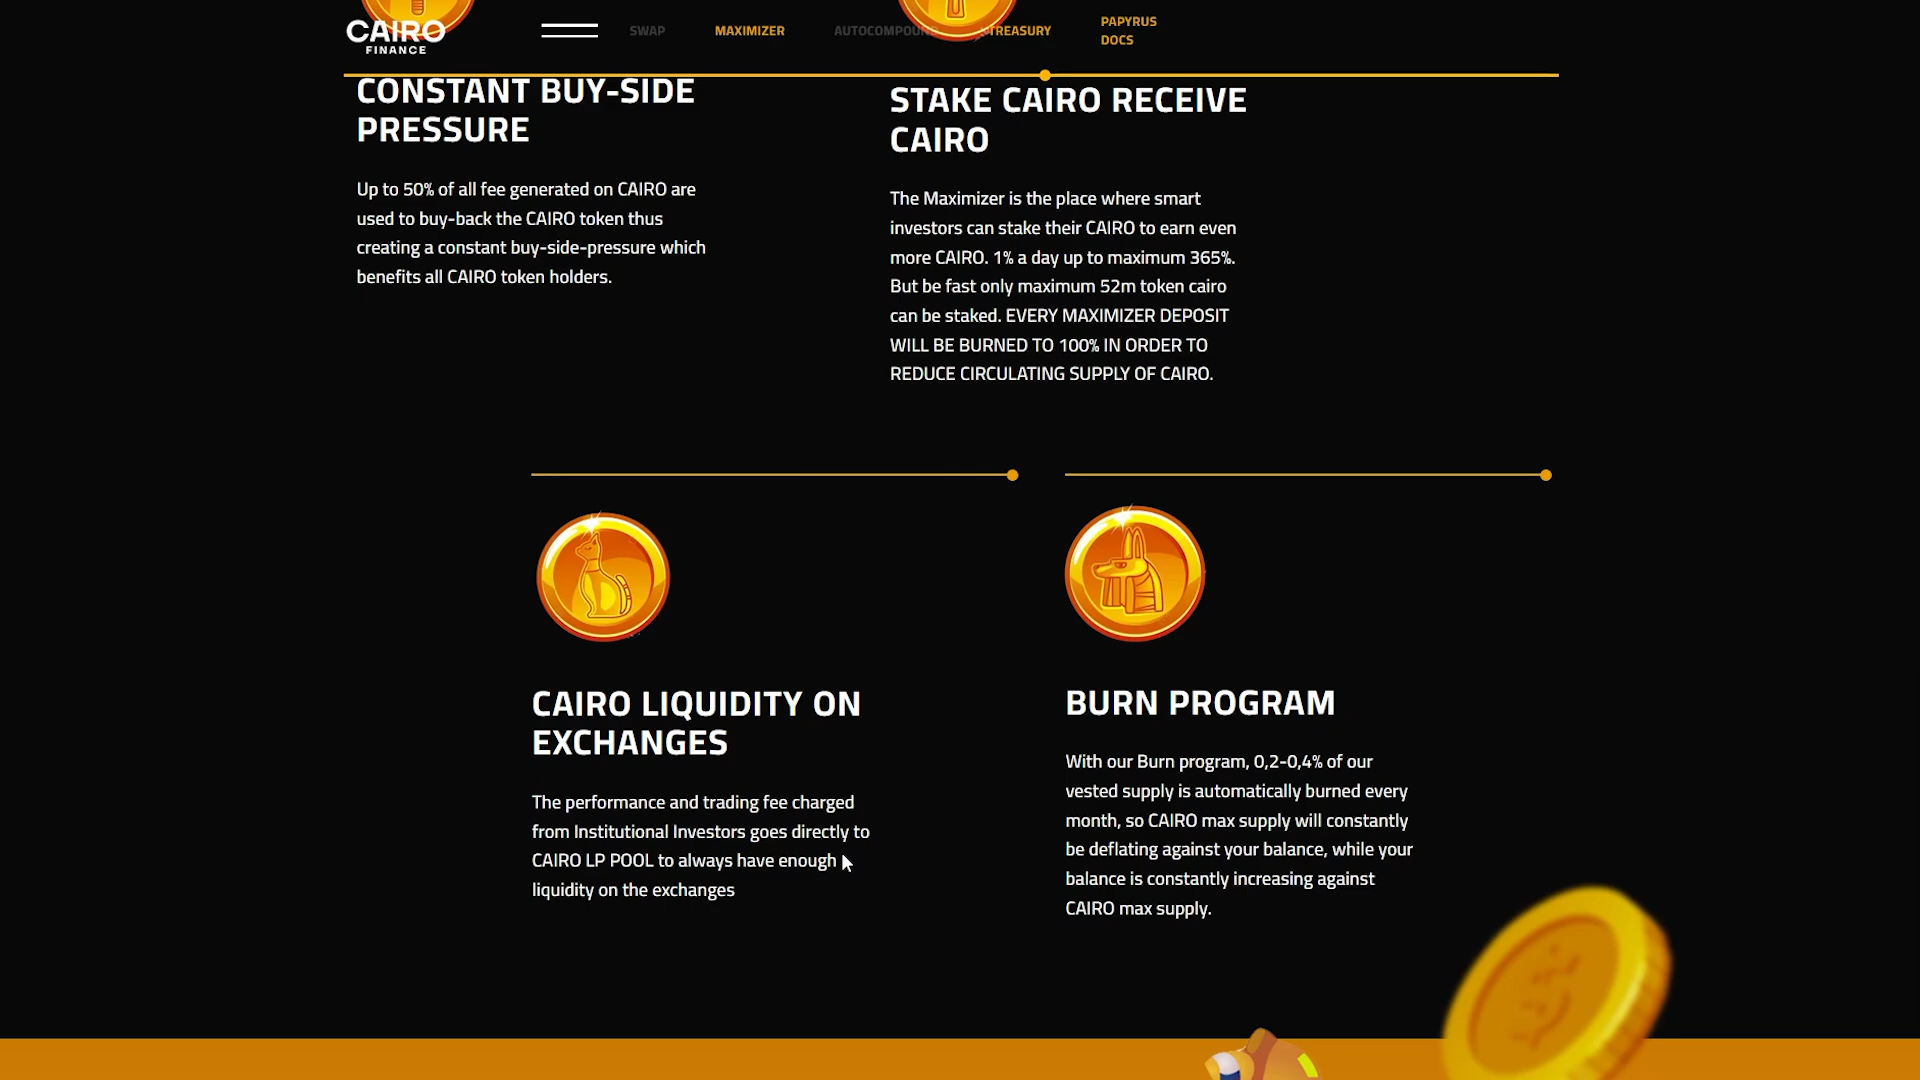 CAIRO
FINANCE
SWAP
MAXIMIZER
TREASURY
PAPYRUS
DOCS
CONSTANT BUY-SIDE
PRESSURE
Up to 50% of all fee generated on CAIRO are
used to buy-back the CAIRO token thus
creating a constant buy-side-pressure which
benefits all CAIRO token holders.
STAKE CAIRO RECEIVE
CAIRO
The Maximizer is the place where smart
investors can stake their CAIRO to earn even
more CAIRO. 1% a day up to maximum 365%.
But be fast only maximum 52m token cairo
can be staked. EVERY MAXIMIZER DEPOSIT
WILL BE BURNED TO 100% IN ORDER TO
REDUCE CIRCULATING SUPPLY OF CAIRO.
CAIRO LIQUIDITY ON
EXCHANGES
The performance and trading fee charged
from Institutional Investors goes directly to
CAIRO LP POOL to always have enough
liquidity on the exchanges
BURN PROGRAM
With our Burn program, 0,2-0,4% of our
vested supply is automatically burned every
month, so CAIRO max supply will constantly
be deflating against your balance, while your
balance is constantly increasing against
CAIRO max supply.